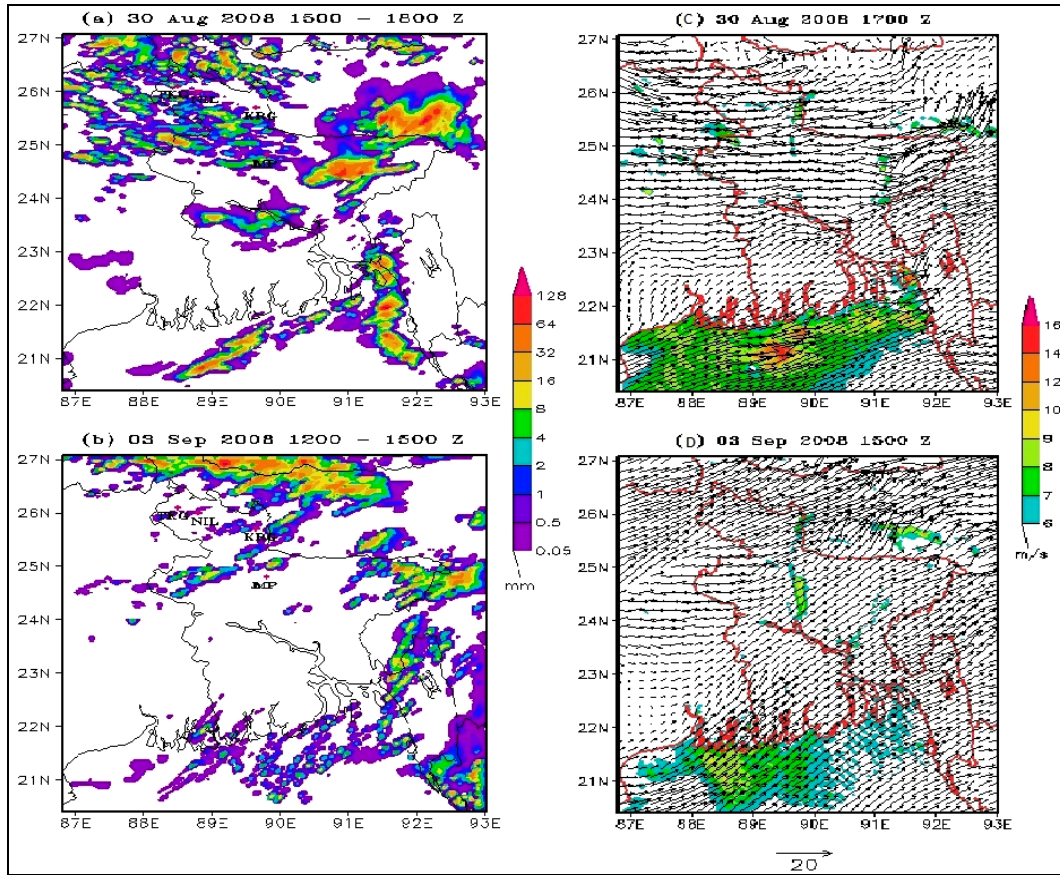 (a) 30 Aug 2008 1500 - 1800 Z
27N
26N
25N
24N
23N
22N
21N
NIL
KRG
JMP
87E 88E 89E 90E 91E 92E 93E
128
64
32
16
8
4
2
1
0.5
0.05
mm
(C) 30 Aug 2008 1700 Z
27N
26N
25N
24N
23N
22N
21N
87E 88E 89E 90E 91E 92E 93E
16
14
12
10
9
8
7
6
m/s
(b) 03 Sep 2008 1200 - 1500 Z
27N
26N
25N
24N
23N
22N
21N
NIL
KRG
JMP
87E 88E 89E 90E 91E 92E 93E
(D) 03 Sep 2008 1500 Z
27N
26N
25N
24N
23N
22N
21N
87E 88E 89E 90E 91E 92E 93E
20